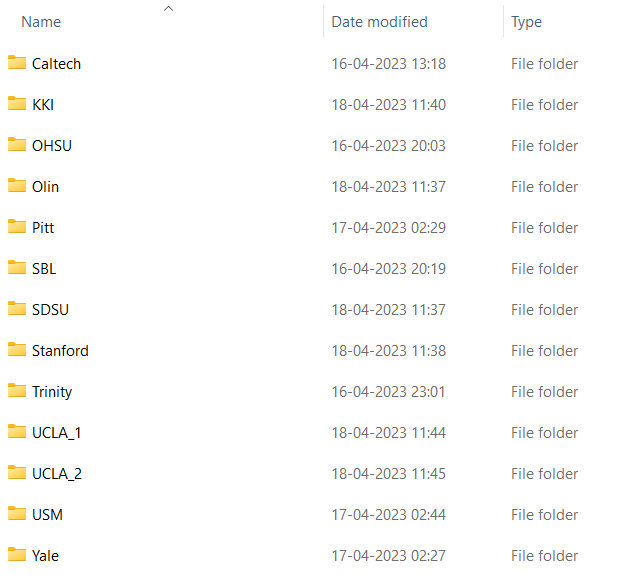 Name Date modified Type
Caltech 16-04-2023 13:18 File folder
KKI 18-04-2023 11:40 File folder
OHSU 16-04-2023 20:03 File folder
Olin 18-04-2023 11:37 File folder
Pitt 17-04-2023 02:29 File folder
SBL 16-04-2023 20:19 File folder
SDSU 18-04-2023 11:37 File folder
Stanford 18-04-2023 11:38 File folder
Trinity 16-04-2023 23:01 File folder
UCLA_1 18-04-2023 11:44 File folder
UCLA_2 18-04-2023 11:45 File folder
USM 17-04-2023 02:44 File folder
Yale 17-04-2023 02:27 File folder